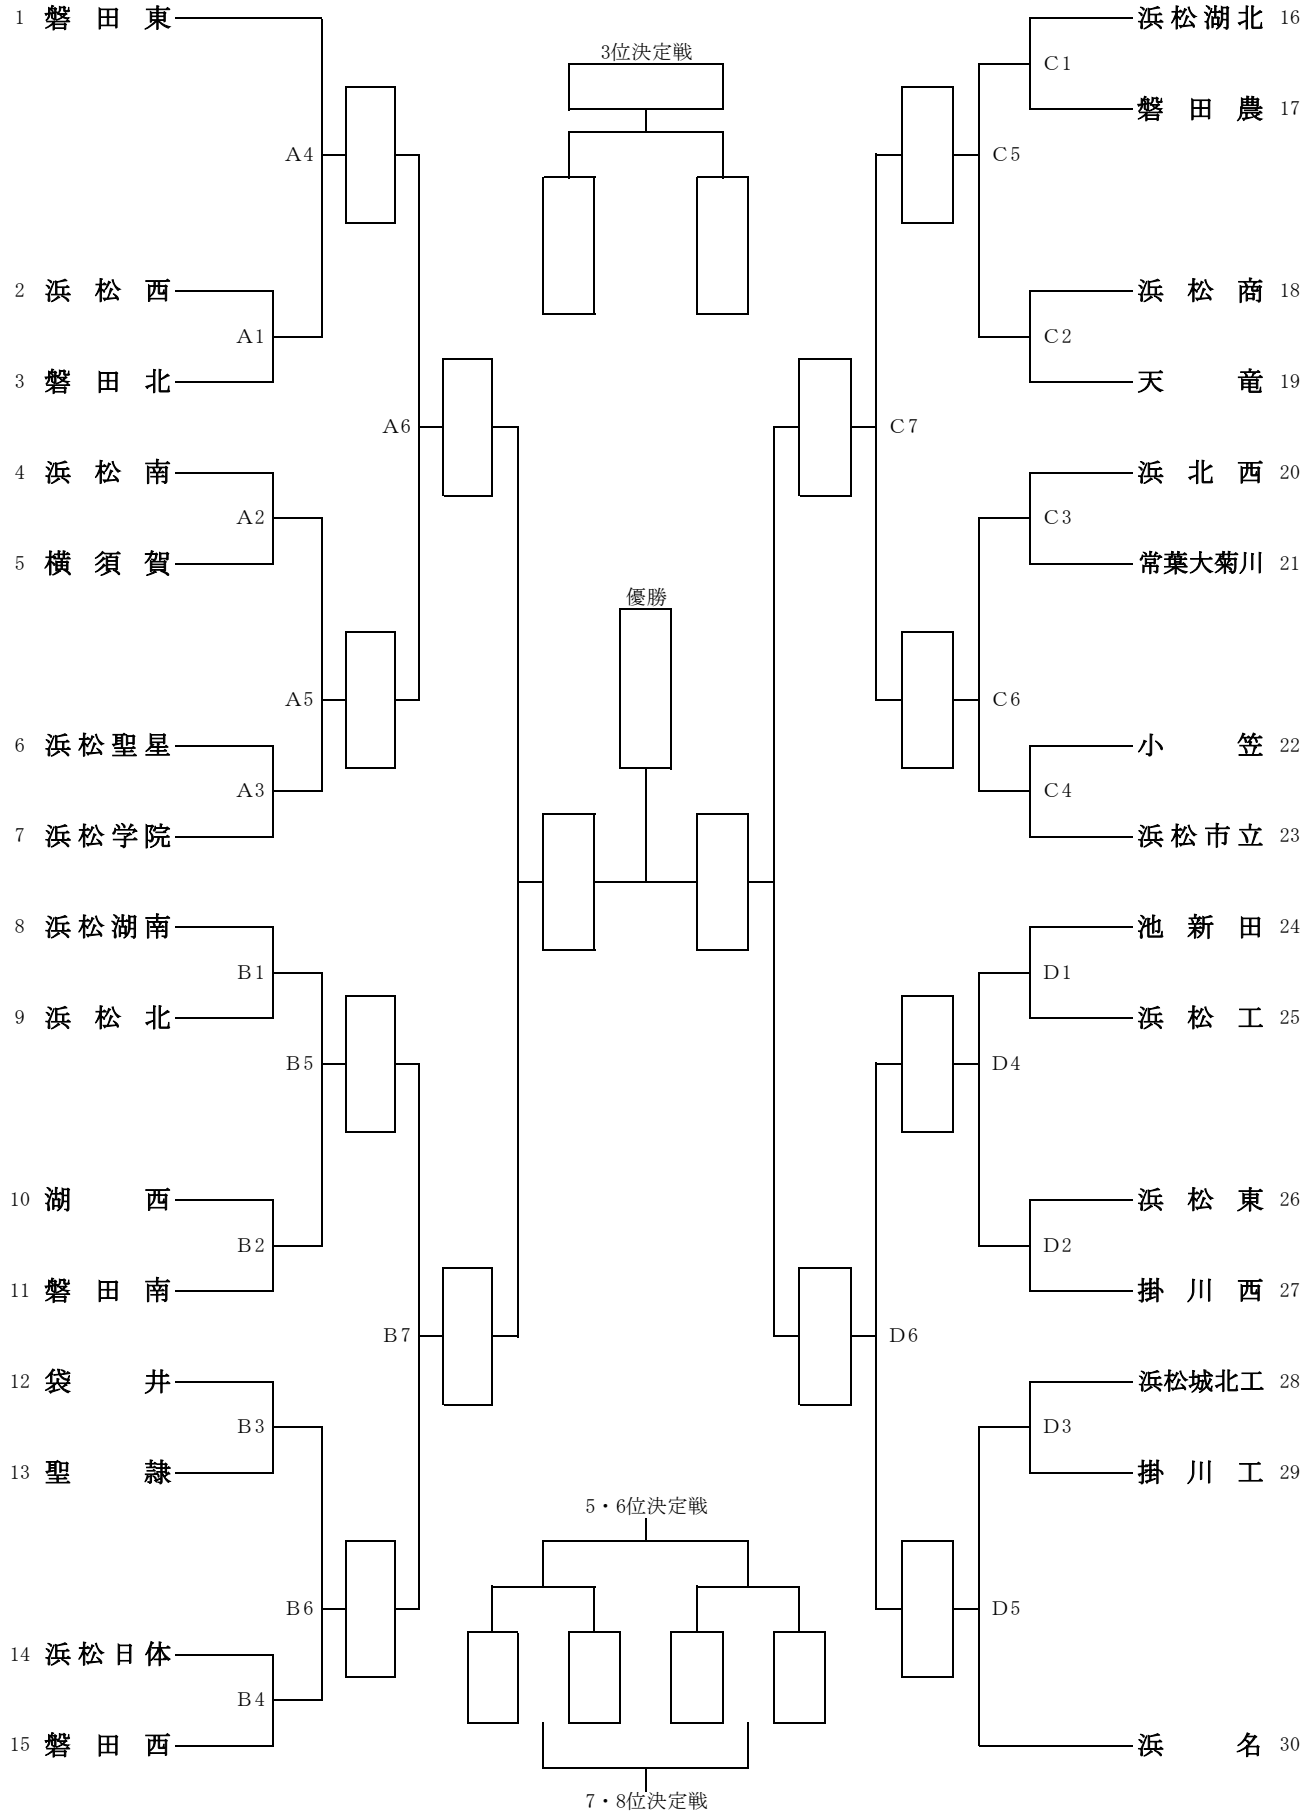 1 磐田東
2 浜松西
3 磐田北
4 浜松南
5 横須賀
6 浜松聖星
7 浜松学院
8 浜松湖南
9 浜松北
10 湖西
11 磐田南
12 袋井
13 聖隷
14 浜松日体
15 磐田西
A4
A1
A2
A5
A3
B1
B5
B2
B3
B6
B4
A6
B7
3位決定戦
優勝
5・6位決定戦
7・8位決定戦
C7
D6
C1
C5
C2
C3
C6
C4
D1
D4
D2
D3
D5
浜松湖北 16
磐田農 17
浜松商 18
天竜 19
浜北西 20
常葉大菊川 21
小笠 22
浜松市立 23
池新田 24
浜松工 25
浜松東 26
掛川西 27
浜松城北工 28
掛川工 29
浜名 30